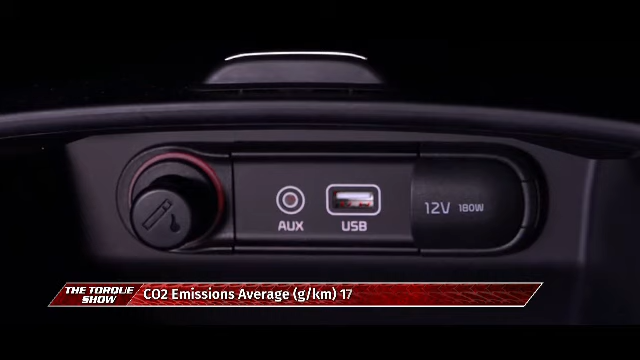 12V 180W
AUX USB
THE TORQUE
SHOW
CO2 Emissions Average (g/km) 17